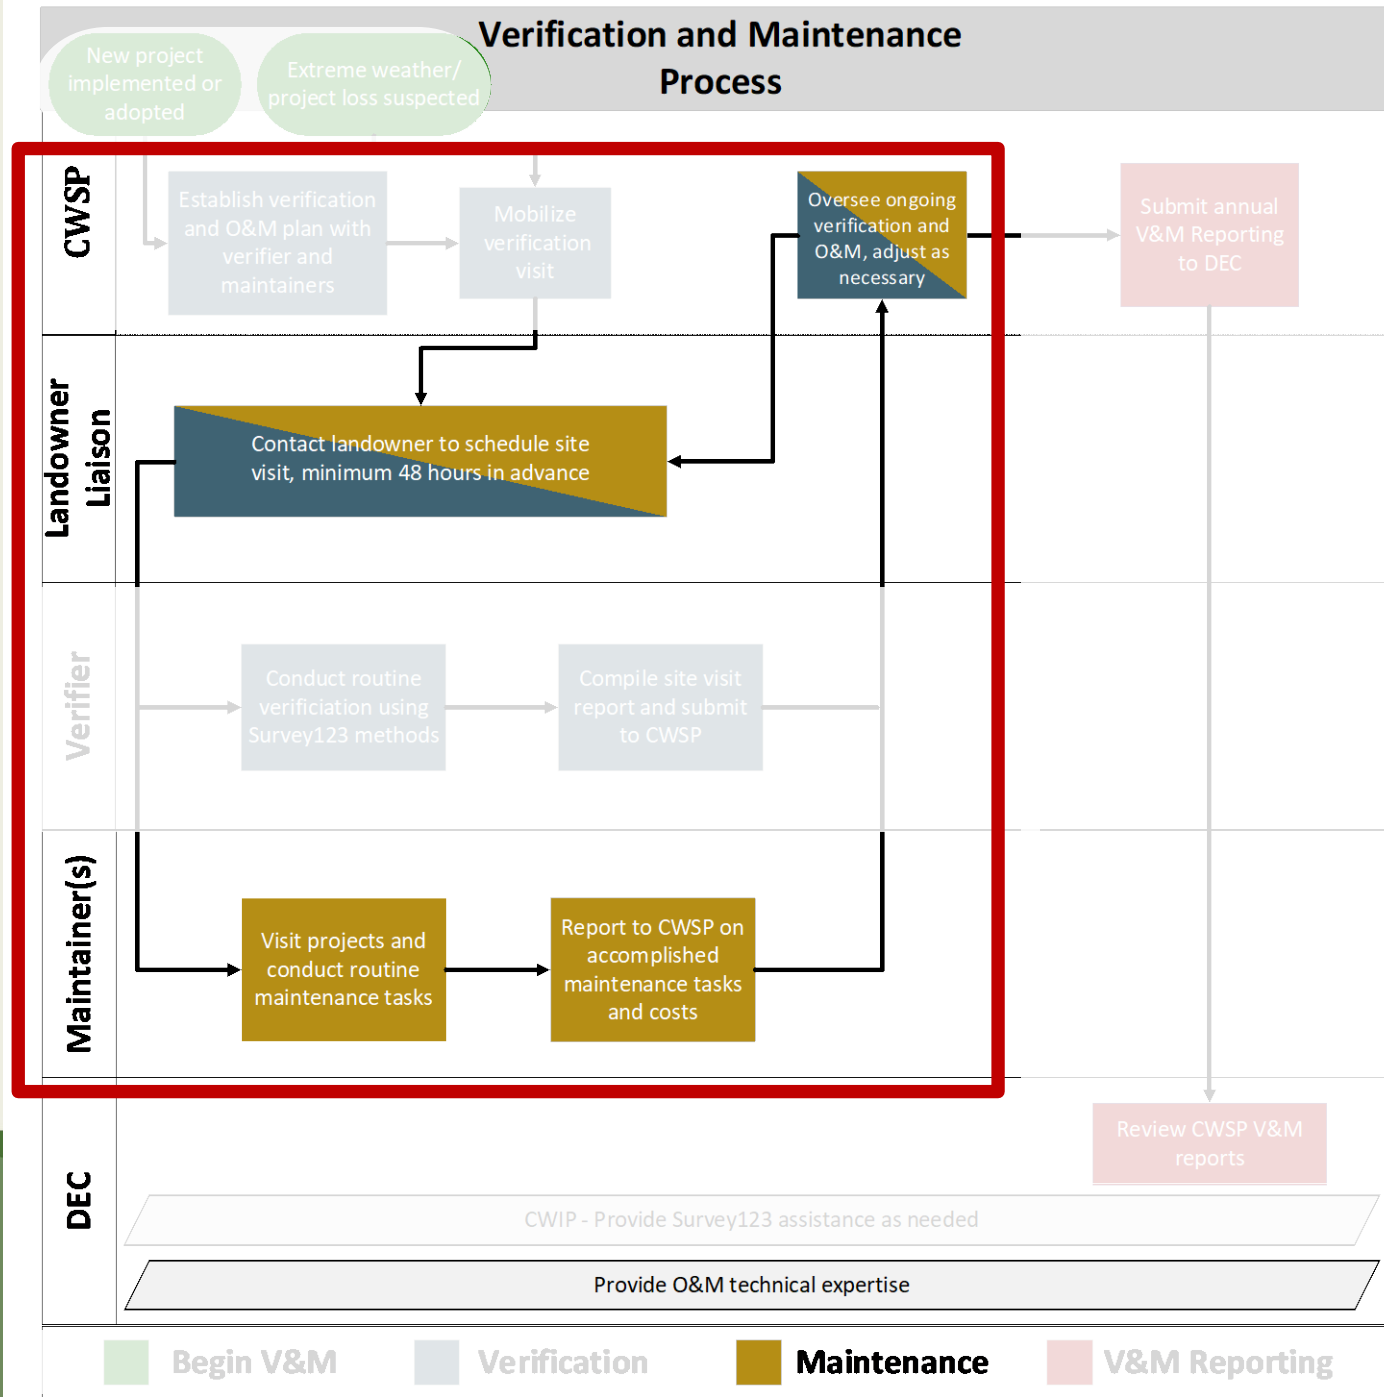 Verification and Maintenance
Process
New project
implemented or
adopted
Extreme weather/
project loss suspected
CWSP
Establish verification
and O&M plan with
verifier and
maintainers
Mobilize
verification
visit
Oversee ongoing
verification and
O&M, adjust as
necessary
Submit annual
V&M Reporting
to DEC
Landowner
Liaison
Contact landowner to schedule site
visit, minimum 48 hours in advance
Verifier
Conduct routine
verificiation using
Survey123 methods
Compile site visit
report and submit
to CWSP
Maintainer(s)
Visit projects and
conduct routine
maintenance tasks
Report to CWSP on
accomplished
maintenance tasks
and costs
DEC
Review CWSP V&M
reports
CWIP - Provide Survey123 assistance as needed
Provide O&M technical expertise
Begin V&M
Verification
Maintenance
V&M Reporting